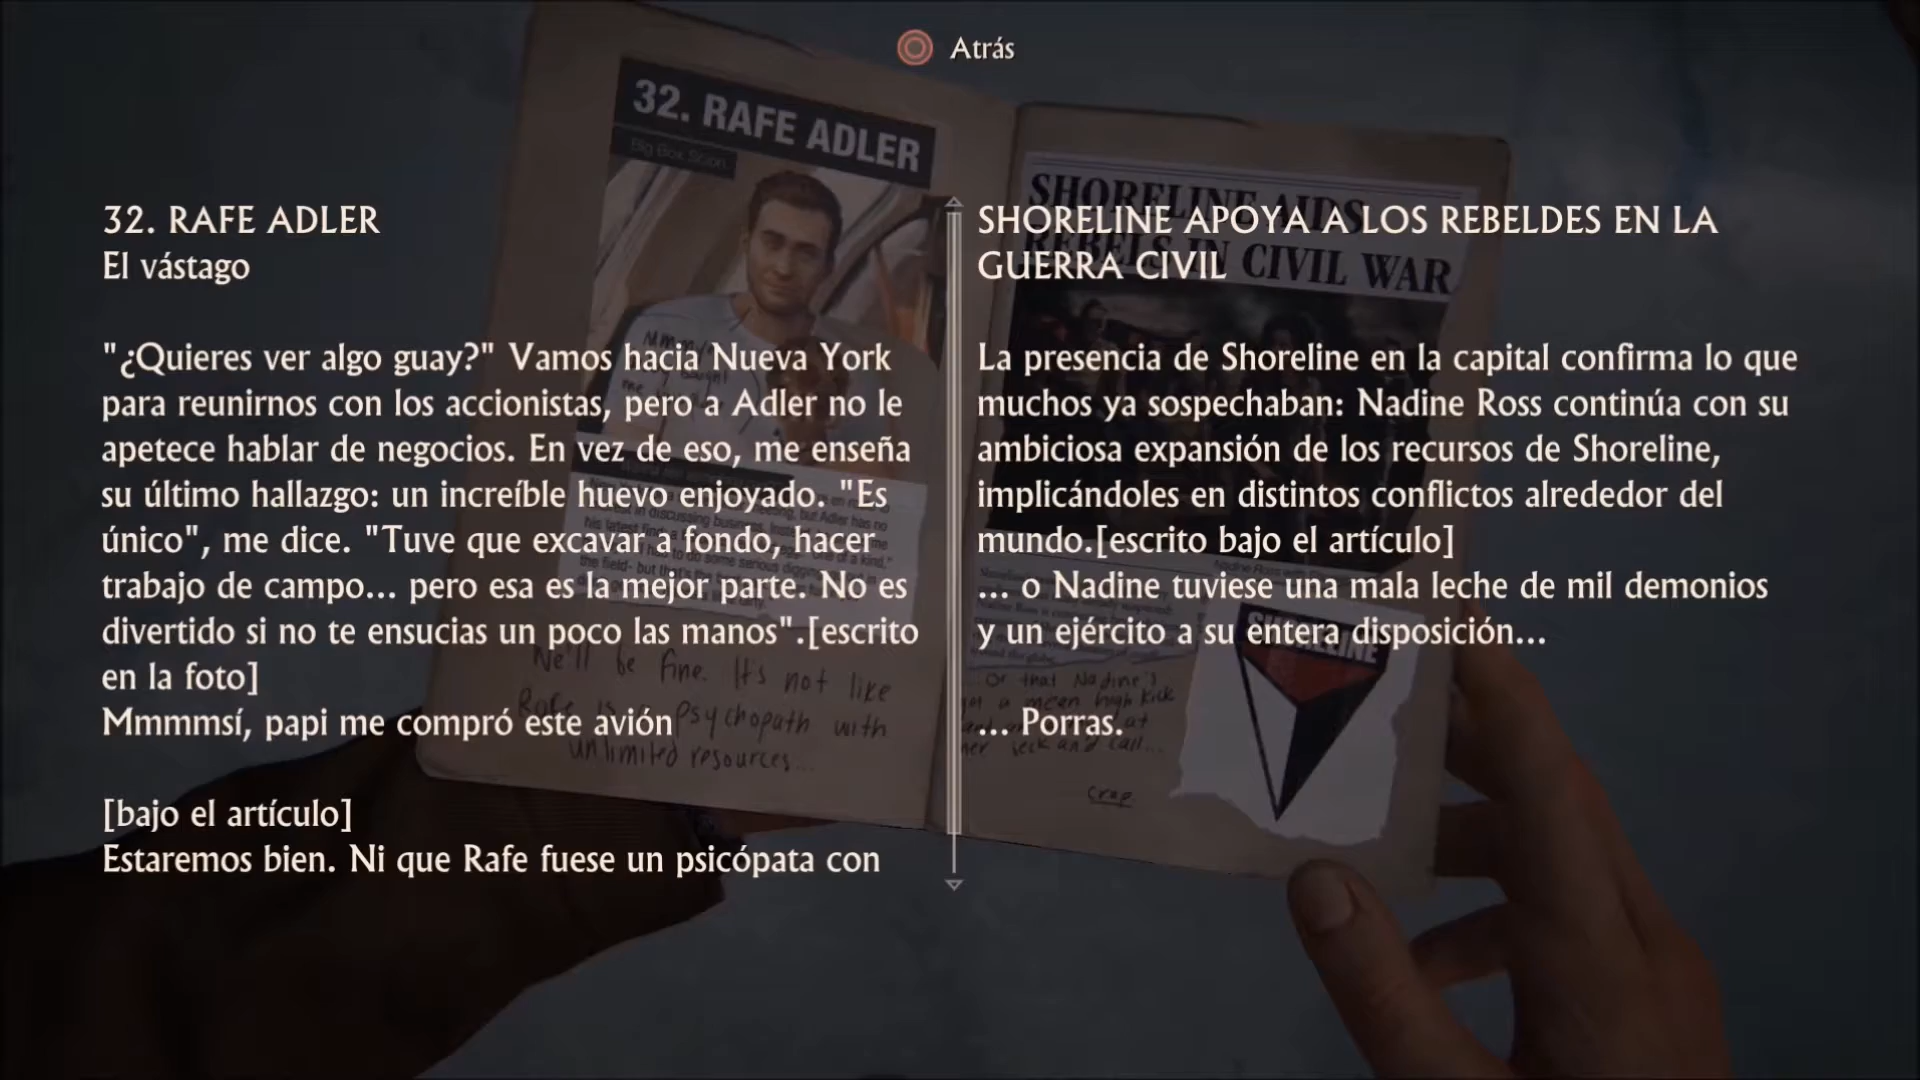 Atrás
32. RAFE ADLER
El vástago
"¿Quieres ver algo guay?" Vamos hacia Nueva York
para reunirnos con los accionistas, pero a Adler no le
apetece hablar de negocios. En vez de eso, me enseña
su último hallazgo: un increíble huevo enjoyado. "Es
único", me dice. "Tuve que excavar a fondo, hacer
trabajo de campo... pero esa es la mejor parte. No es
divertido si no te ensucias un poco las manos".[escrito
en la foto]
Mmmmsí, papi me compró este avión
[bajo el artículo]
Estaremos bien. Ni que Rafe fuese un psicópata con
SHORELINE APOYA A LOS REBELDES EN LA
GUERRA CIVIL
La presencia de Shoreline en la capital confirma lo que
muchos ya sospechaban: Nadine Ross continúa con su
ambiciosa expansión de los recursos de Shoreline,
implicándoles en distintos conflictos alrededor del
mundo.[escrito bajo el artículo]
... o Nadine tuviese una mala leche de mil demonios
y un ejército a su entera disposición...
... Porras.
32. RAFE ADLER
Big Box Scion
We'll be fine. It's not like
Rafe is a psychopath with
unlimited resources...
SHORELINE AIDS
REBELS IN CIVIL WAR
Or that Nadine's
a mean high kick
at
call...
crap.
SHORELINE